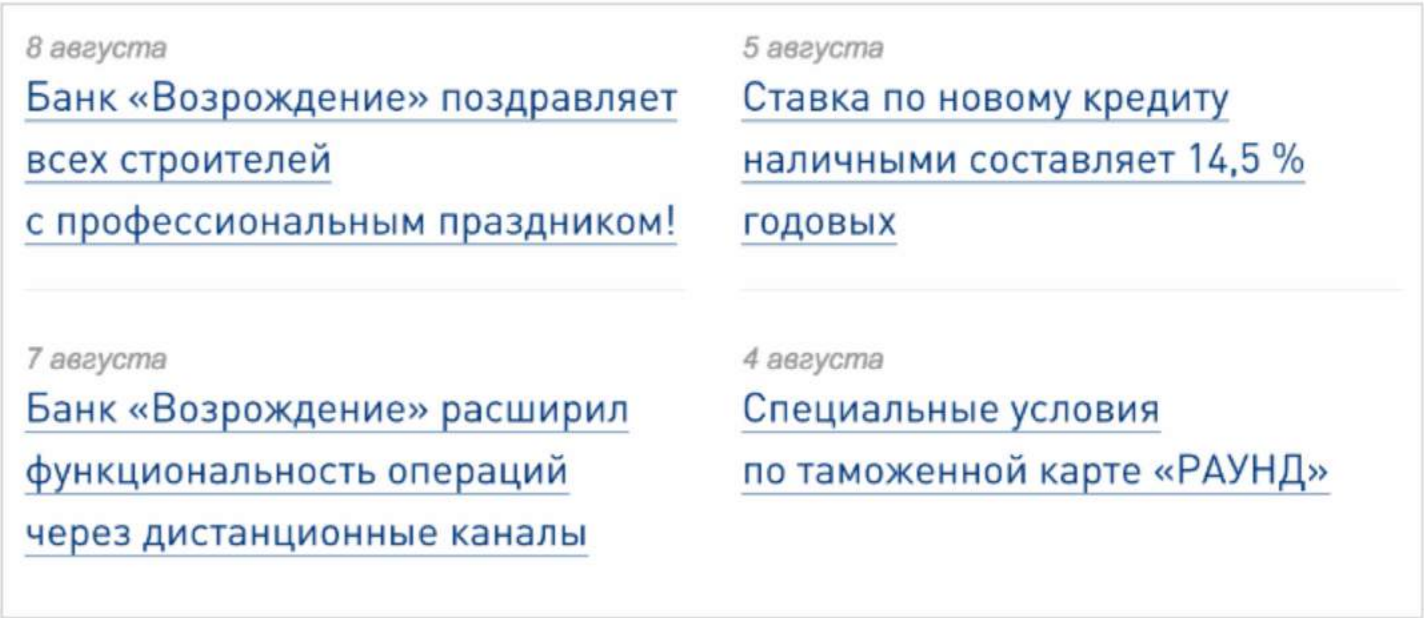 8 августа
Банк «Возрождение» поздравляет
всех строителей
с профессиональным праздником!
7 августа
Банк «Возрождение» расширил
функциональность операций
через дистанционные каналы
5 августа
Ставка по новому кредиту
наличными составляет 14,5 %
годовых
4 августа
Специальные условия
по таможенной карте «РАУНД»